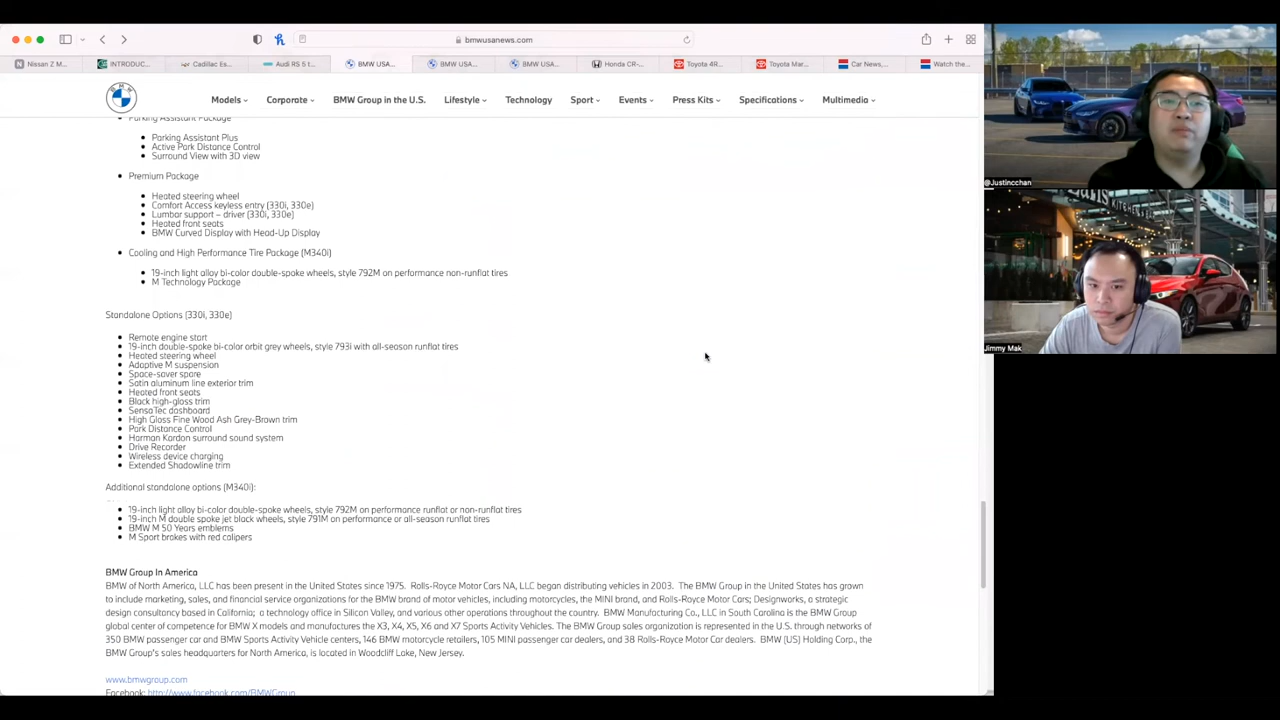 bmwusanews.com
Nissan Z M...
INTRODUC...
Cadillac Es...
Audi RS 5 t...
BMW USA...
BMW USA...
BMW USA...
Honda CR-...
Toyota 4R...
Toyota Mar...
Car News,...
Watch the...
Models
Corporate
BMW Group in the U.S.
Lifestyle
Technology
Sport
Events
Press Kits
Specifications
Multimedia
BMW
Parking Assistant Package
Parking Assistant Plus
Active Park Distance Control
Surround View with 3D view
Premium Package
Heated steering wheel
Comfort Access keyless entry (330i, 330e)
Lumbar support – driver (330i, 330e)
Heated front seats
BMW Curved Display with Head-Up Display
Cooling and High Performance Tire Package (M340i)
19-inch light alloy bi-color double-spoke wheels, style 792M on performance non-runflat tires
M Technology Package
Standalone Options (330i, 330e)
Remote engine start
19-inch double-spoke bi-color orbit grey wheels, style 793i with all-season runflat tires
Heated steering wheel
Adaptive M suspension
Space-saver spare
Satin aluminum line exterior trim
Heated front seats
Black high-gloss trim
SensaTec dashboard
High Gloss Fine Wood Ash Grey-Brown trim
Park Distance Control
Harman Kardon surround sound system
Drive Recorder
Wireless device charging
Extended Shadowline trim
Additional standalone options (M340i):
19-inch light alloy bi-color double-spoke wheels, style 792M on performance runflat or non-runflat tires
19-inch M double spoke jet black wheels, style 791M on performance or all-season runflat tires
BMW M 50 Years emblems
M Sport brakes with red calipers
BMW Group In America
BMW of North America, LLC has been present in the United States since 1975. Rolls-Royce Motor Cars NA, LLC began distributing vehicles in 2003. The BMW Group in the United States has grown
to include marketing, sales, and financial service organizations for the BMW brand of motor vehicles, including motorcycles, the MINI brand, and Rolls-Royce Motor Cars; Designworks, a strategic
design consultancy based in California; a technology office in Silicon Valley, and various other operations throughout the country. BMW Manufacturing Co., LLC in South Carolina is the BMW Group
global center of competence for BMW X models and manufactures the X3, X4, X5, X6 and X7 Sports Activity Vehicles. The BMW Group sales organization is represented in the U.S. through networks of
350 BMW passenger car and BMW Sports Activity Vehicle centers, 146 BMW motorcycle retailers, 105 MINI passenger car dealers, and 38 Rolls-Royce Motor Car dealers. BMW (US) Holding Corp., the
BMW Group's sales headquarters for North America, is located in Woodcliff Lake, New Jersey.
www.bmwgroup.com
Facebook: http://www.facebook.com/BMWGroup
@Justincchan
KITCHEN
Jimmy Mak